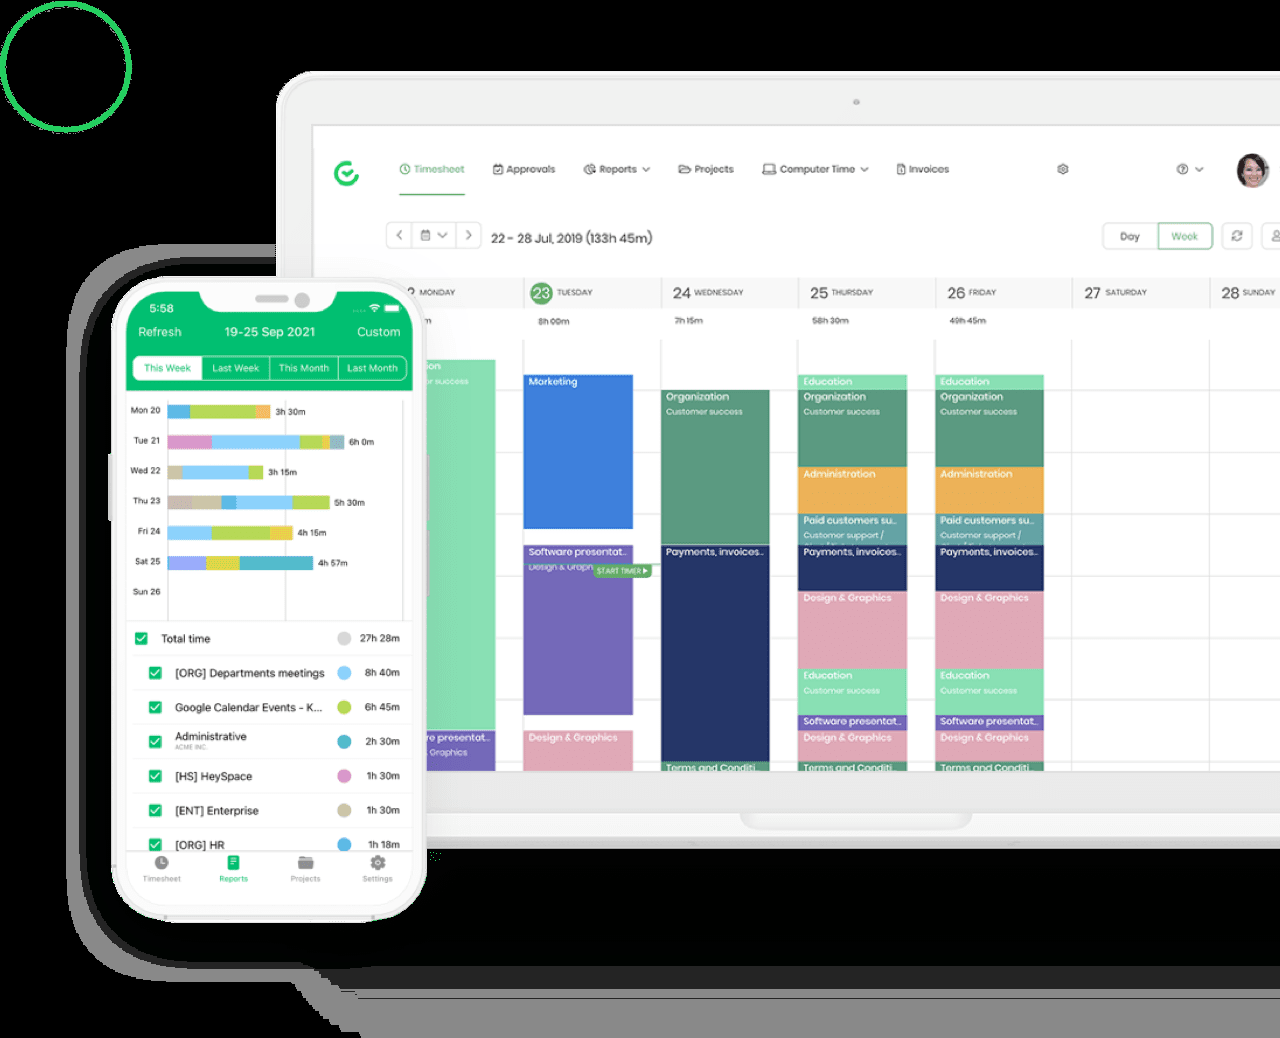 Timesheet
Approvals
Reports
Projects
Computer Time
Invoices
22 - 28 Jul, 2019 (133h 45m)
Day
Week
MONDAY
23 TUESDAY
24 WEDNESDAY
25 THURSDAY
26 FRIDAY
27 SATURDAY
28 SUNDAY
8h 00m
7h 15m
58h 30m
49h 45m
Marketing
Software presentat..
START TIMER
Design & Graphics
Organization
Customer success
Payments, invoices..
Terms and Conditi
Education
Organization
Customer success
Administration
Paid customers su..
Customer support /
Payments, invoices..
Design & Graphics
Education
Customer success
Software presentat..
Design & Graphics
Terms and Conditi
Education
Organization
Customer success
Administration
Paid customers su..
Customer support /
Payments, invoices..
Design & Graphics
Education
Customer success
Software presentat..
Design & Graphics
Terms and Conditi
5:58
Refresh
19-25 Sep 2021
Custom
This Week
Last Week
This Month
Last Month
Mon 20
3h 30m
Tue 21
6h 0m
Wed 22
3h 15m
Thu 23
5h 30m
Fri 24
4h 15m
Sat 25
4h 57m
Sun 26
Total time
27h 28m
[ORG] Departments meetings
8h 40m
Google Calendar Events - K...
6h 45m
Administrative
ACME INC.
2h 30m
[HS] HeySpace
1h 30m
[ENT] Enterprise
1h 30m
[ORG] HR
1h 18m
Timesheet
Reports
Projects
Settings